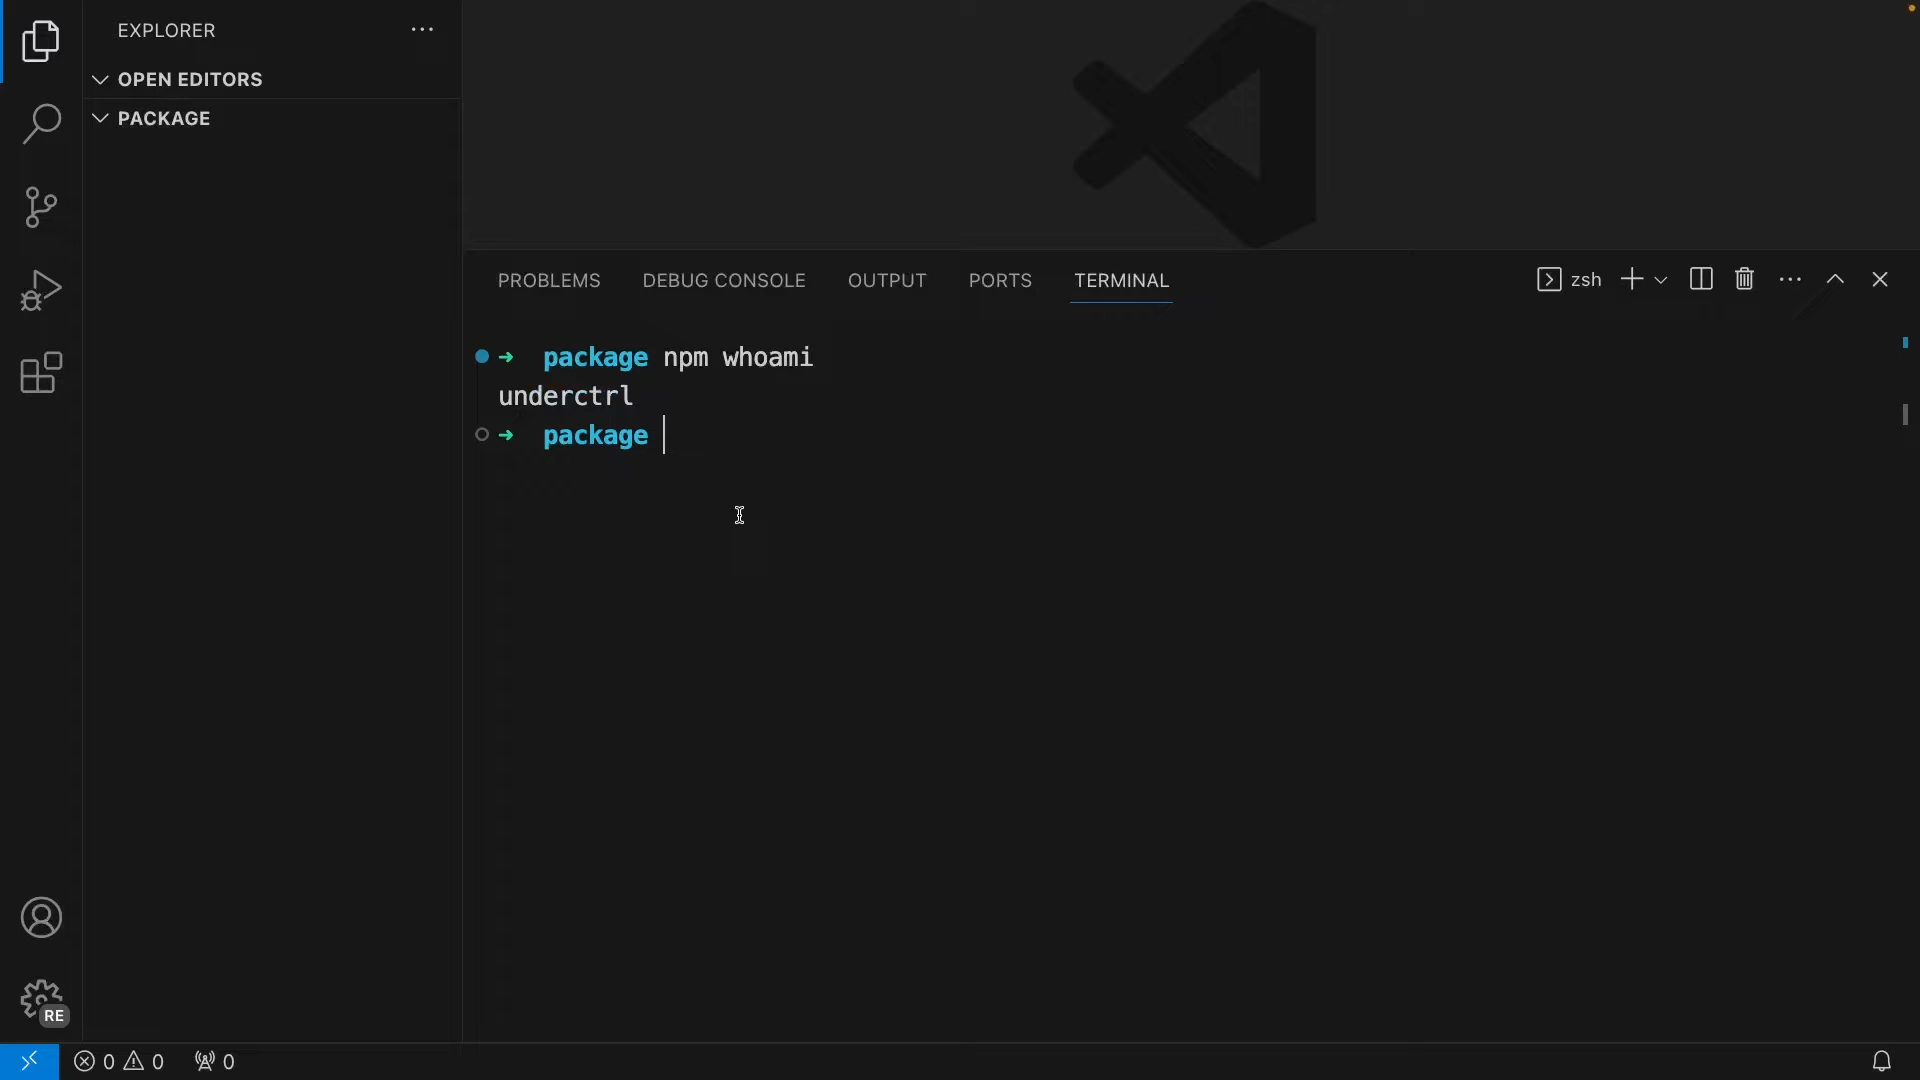 EXPLORER
OPEN EDITORS
PACKAGE
PROBLEMS DEBUG CONSOLE OUTPUT PORTS TERMINAL
zsh
→ package npm whoami
underctrl
→ package
RE
0 0 0